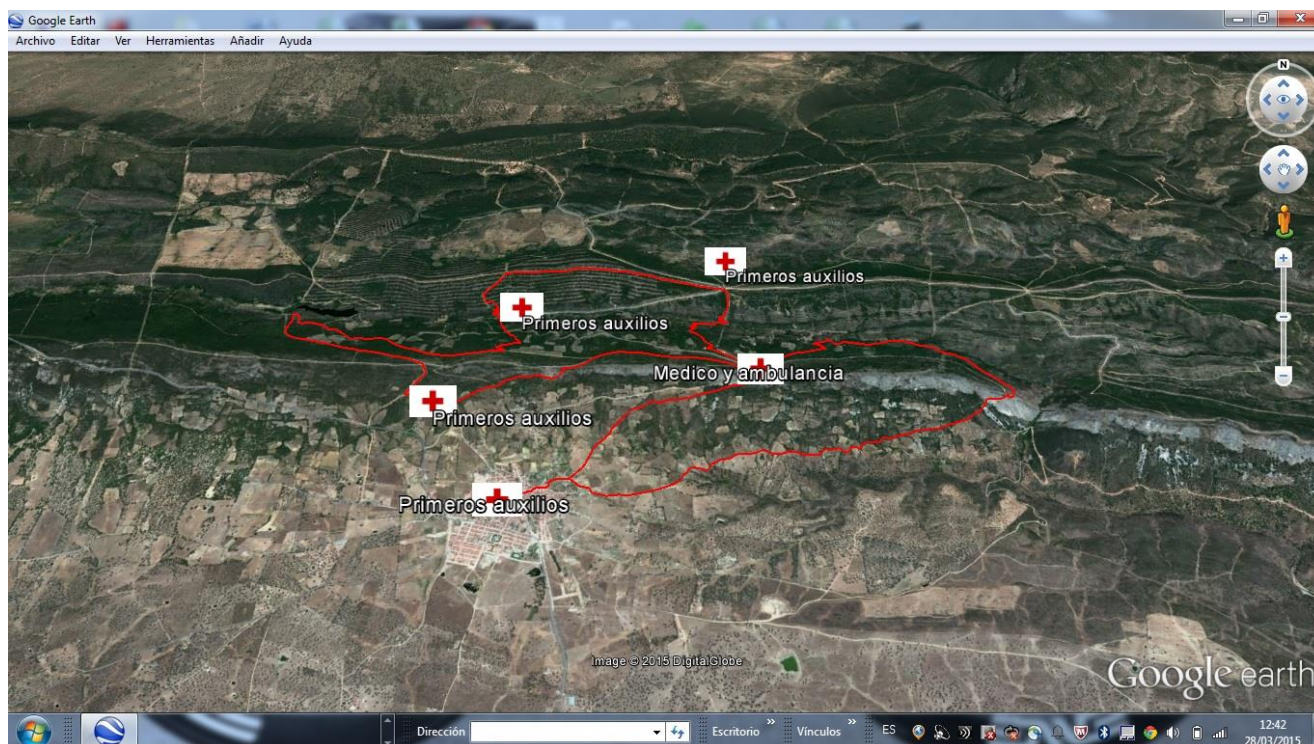 Google Earth
Archivo Editar Ver Herramientas Añadir Ayuda
N
Primeros auxilios
Primeros auxilios
Medico y ambulancia
Primeros auxilios
Primeros auxilios
Image © 2015 DigitalGlobe
Google earth
Dirección
Escritorio »
Vínculos »
ES
12:42
28/03/2015